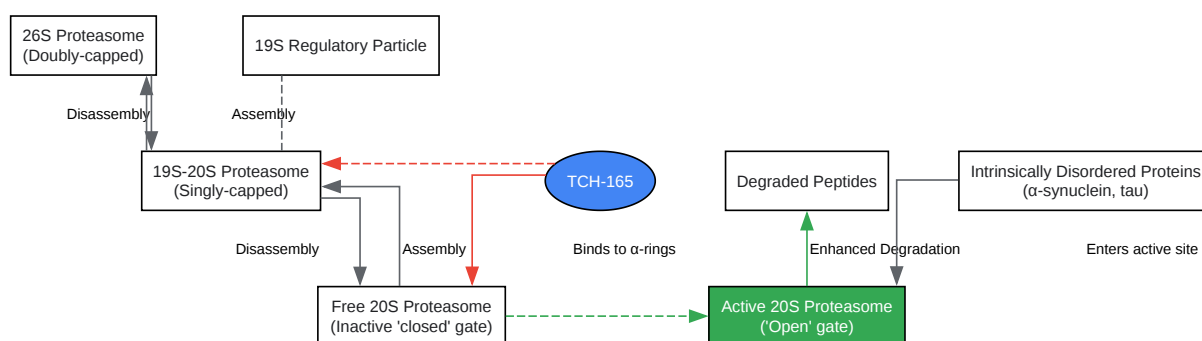 26S Proteasome
(Doubly-capped)
19S Regulatory Particle
Disassembly
Assembly
19S-20S Proteasome
(Singly-capped)
TCH-165
Degraded Peptides
Intrinsically Disordered Proteins
(α-synuclein, tau)
Disassembly
Assembly
Binds to α-rings
Enhanced Degradation
Enters active site
Free 20S Proteasome
(Inactive 'closed' gate)
Active 20S Proteasome
('Open' gate)